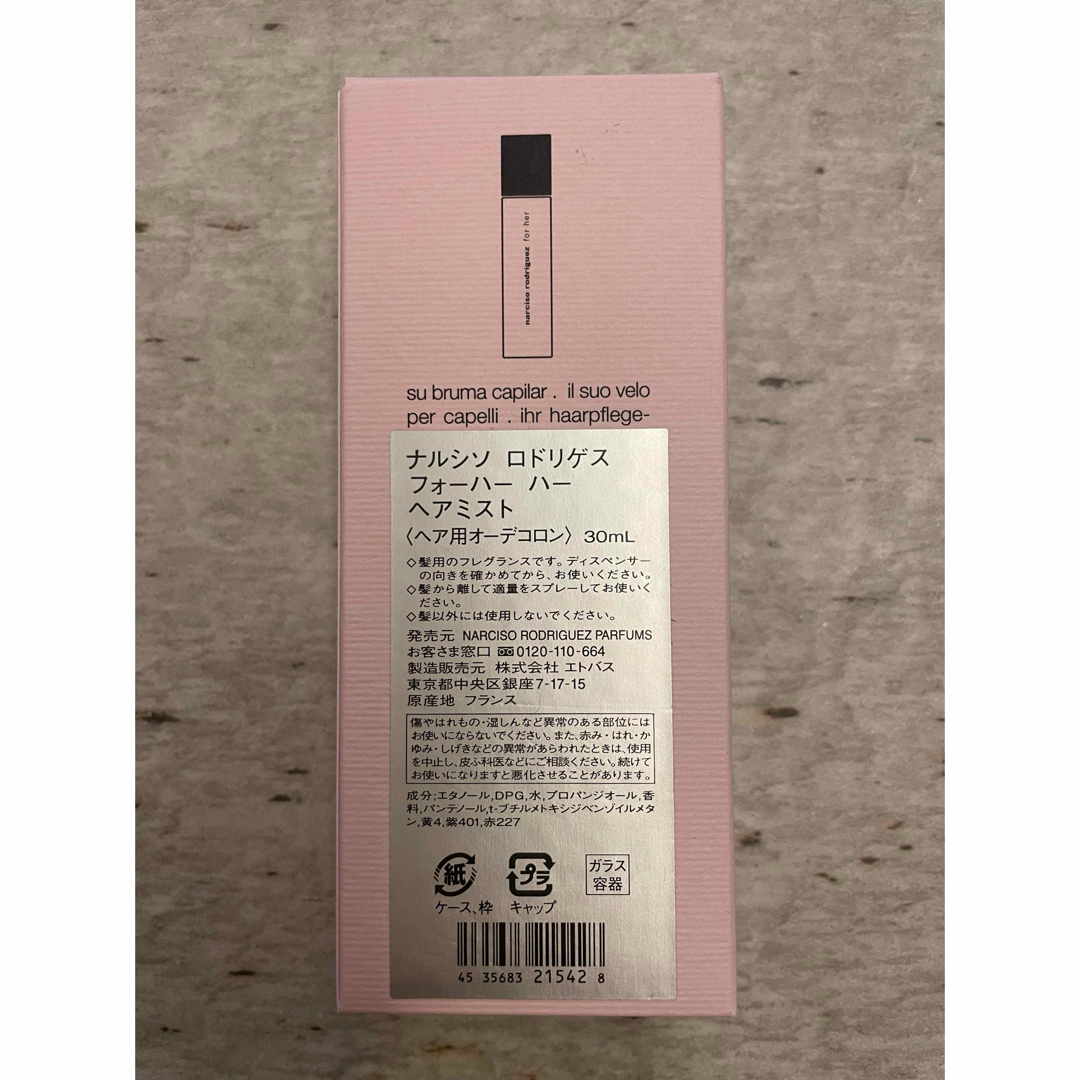 narciso rodriguez for her
su bruma capilar . il suo velo
per capelli . ihr haarpflege-
ナルシソ ロドリゲス
フォーハー ハー
ヘアミスト
〈ヘア用オーデコロン〉 30mL
◇髪用のフレグランスです。ディスペンサー
の向きを確かめてから、お使いください。
◇髪から離して適量をスプレーしてお使いく
ださい。
◇髪以外には使用しないでください。
発売元 NARCISO RODRIGUEZ PARFUMS
お客さま窓口 0120-110-664
製造販売元 株式会社 エトバス
東京都中央区銀座7-17-15
原産地 フランス
傷やはれもの・湿しんなど異常のある部位には
お使いにならないでください。また、赤み・はれ・か
ゆみ・しげきなどの異常があらわれたときは、使用
を中止し、皮ふ科医などにご相談ください。続けて
お使いになりますと悪化させることがあります。
成分;エタノール,DPG,水,プロパンジオール,香
料,パンテノール,t-ブチルメトキシジベンゾイルメタ
ン,黄4,紫401,赤227
紙 プラ ガラス
容器
ケース、枠 キャップ
45 35683 21542 8